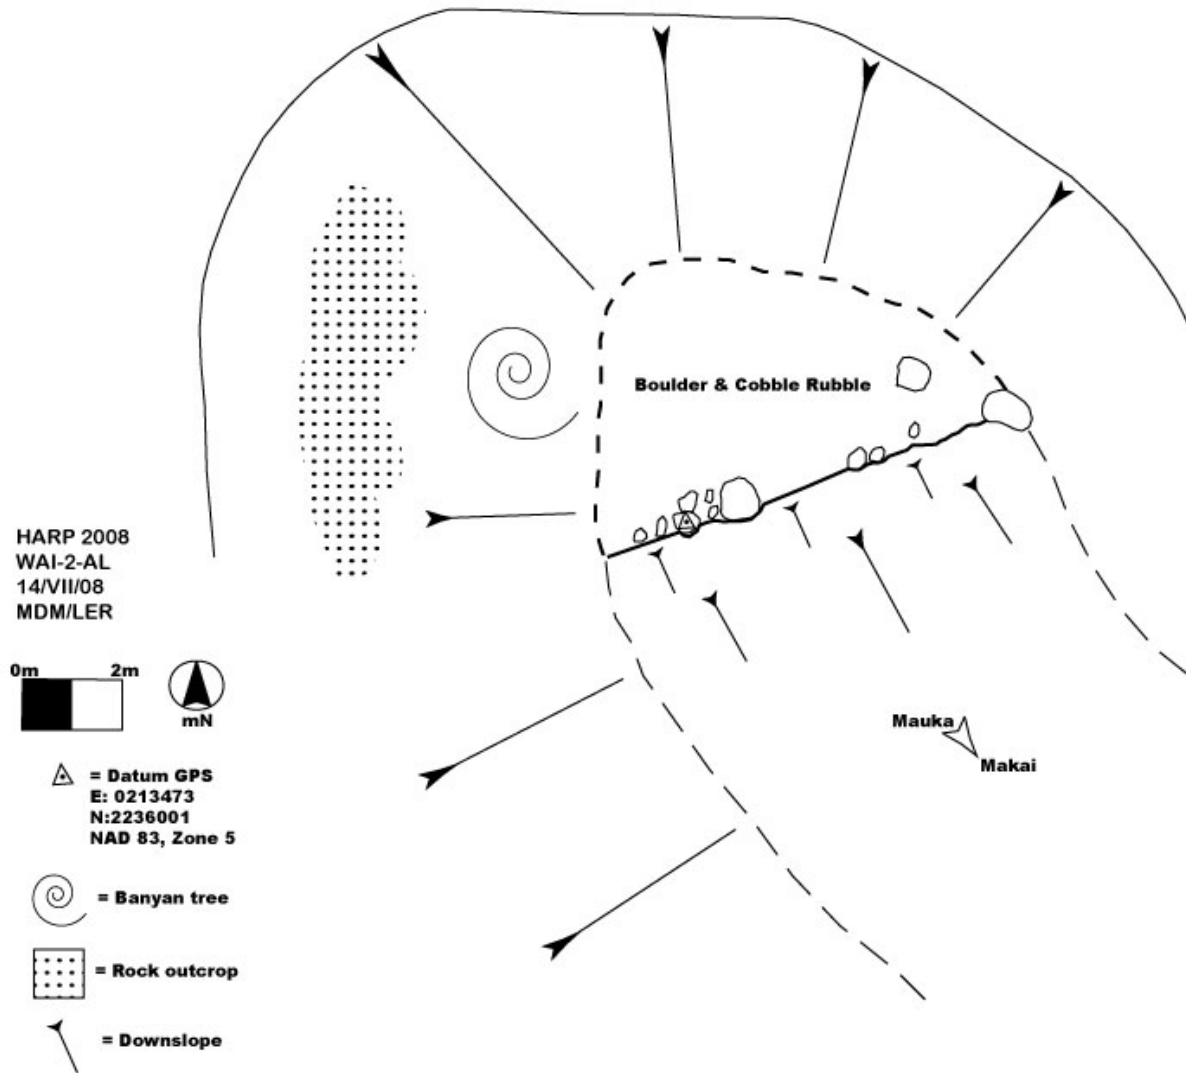 Boulder & Cobble Rubble
HARP 2008
WAI-2-AL
14/VII/08
MDM/LER
0m 2m
mN
= Datum GPS
E: 0213473
N:2236001
NAD 83, Zone 5
= Banyan tree
= Rock outcrop
= Downslope
Mauka
Makai